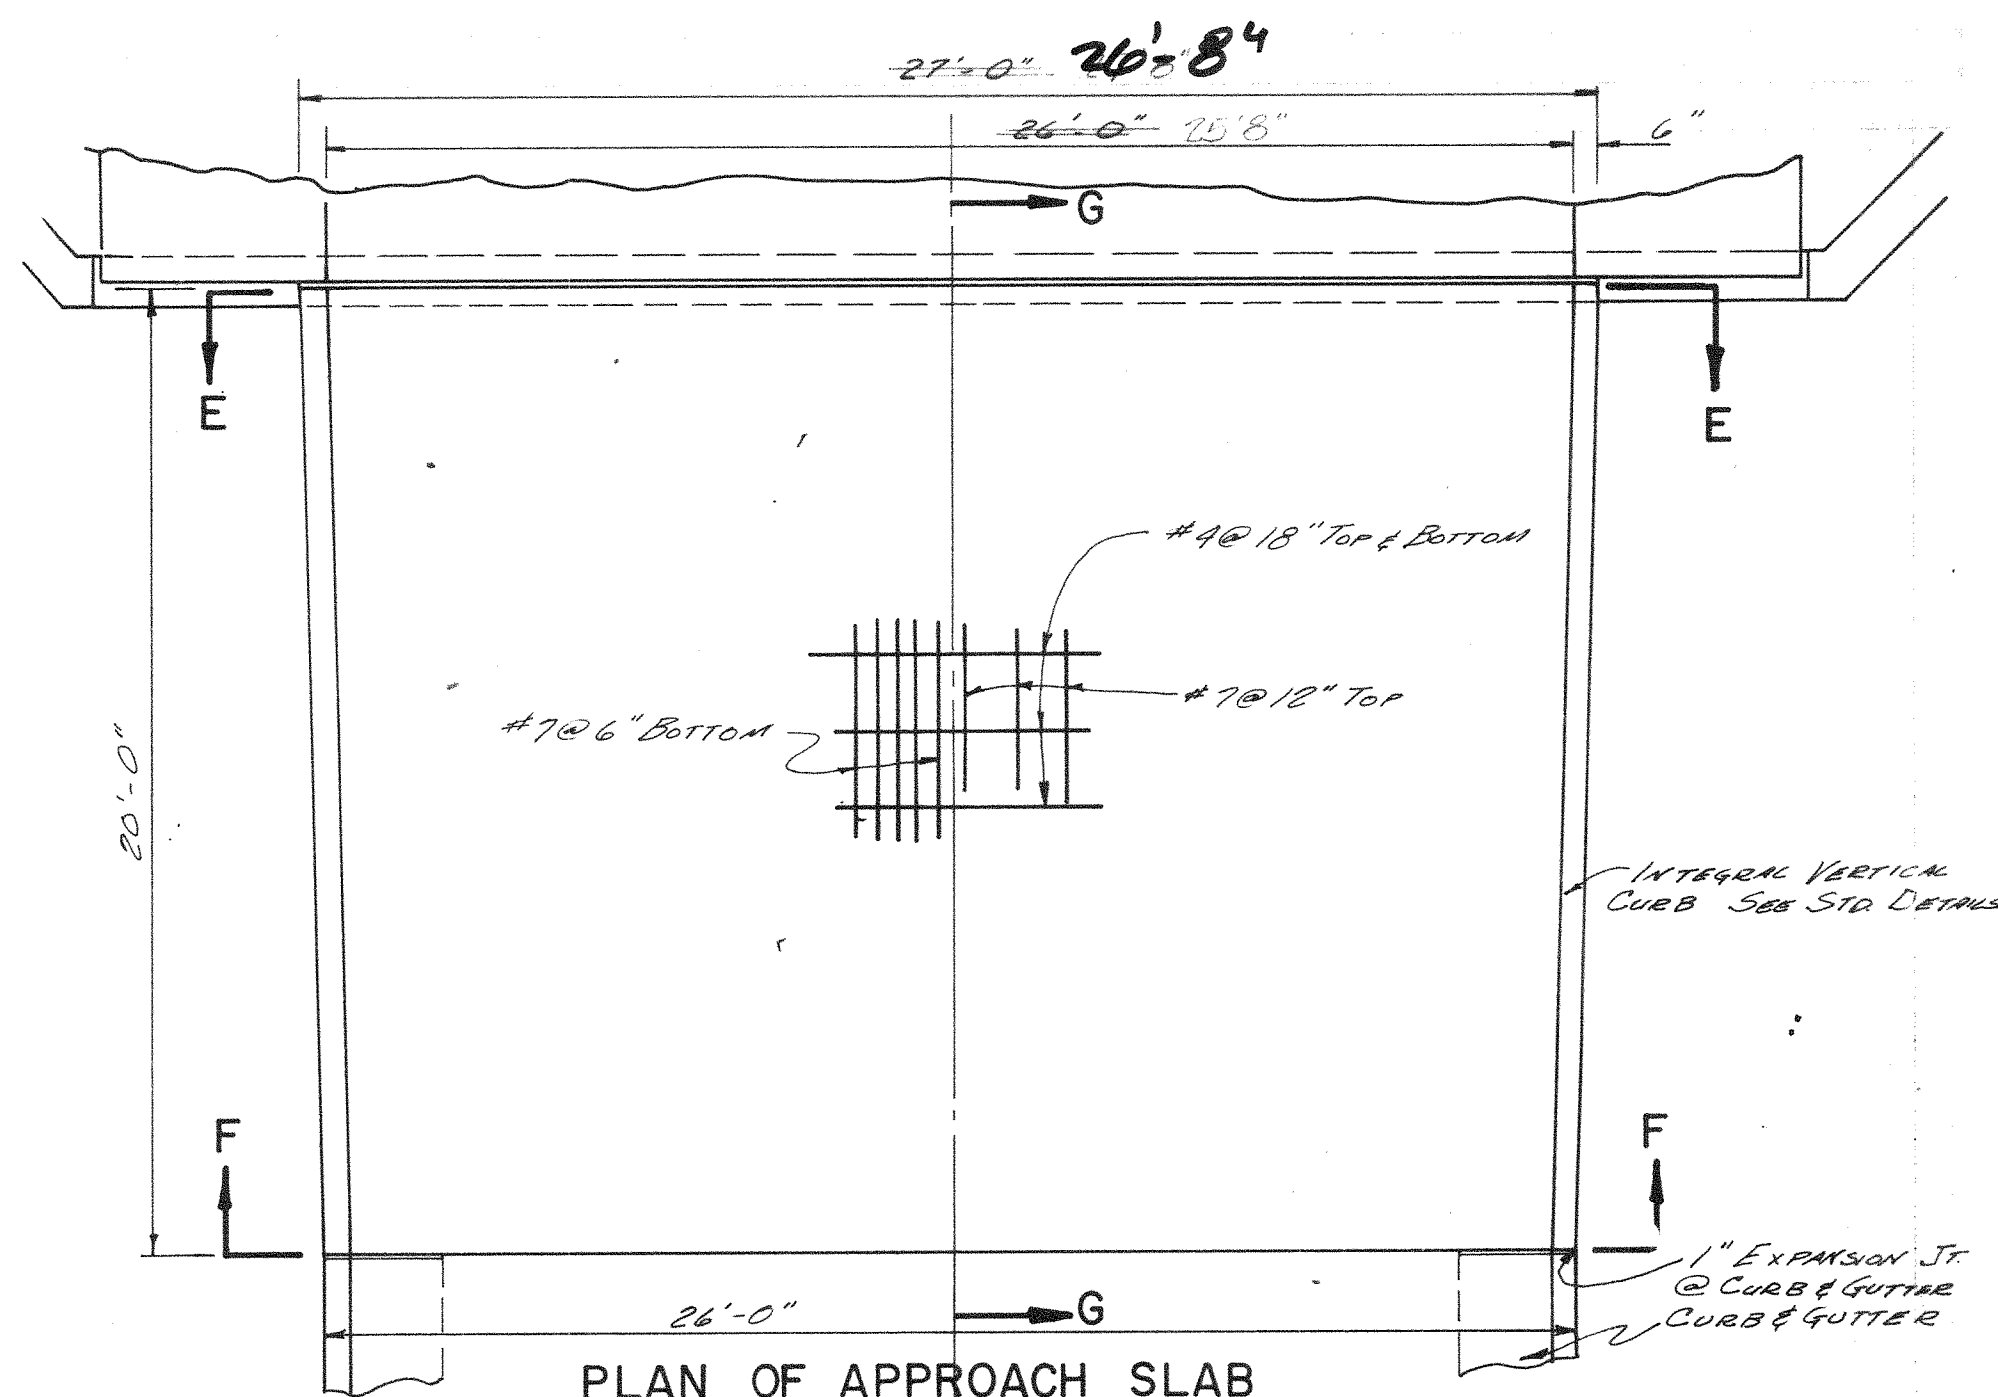 27'-0" 26'-8"
26'-0" 25'8" 6"
G
E
E
#4@18" TOP & BOTTOM
#7@12" TOP
#7@6" BOTTOM
20'-0"
INTEGRAL VERTICAL
CURB SEE STD. DETAILS
F
F
1" EXPANSION JT.
@ CURB & GUTTER
CURB & GUTTER
26'-0"
G
PLAN OF APPROACH SLAB